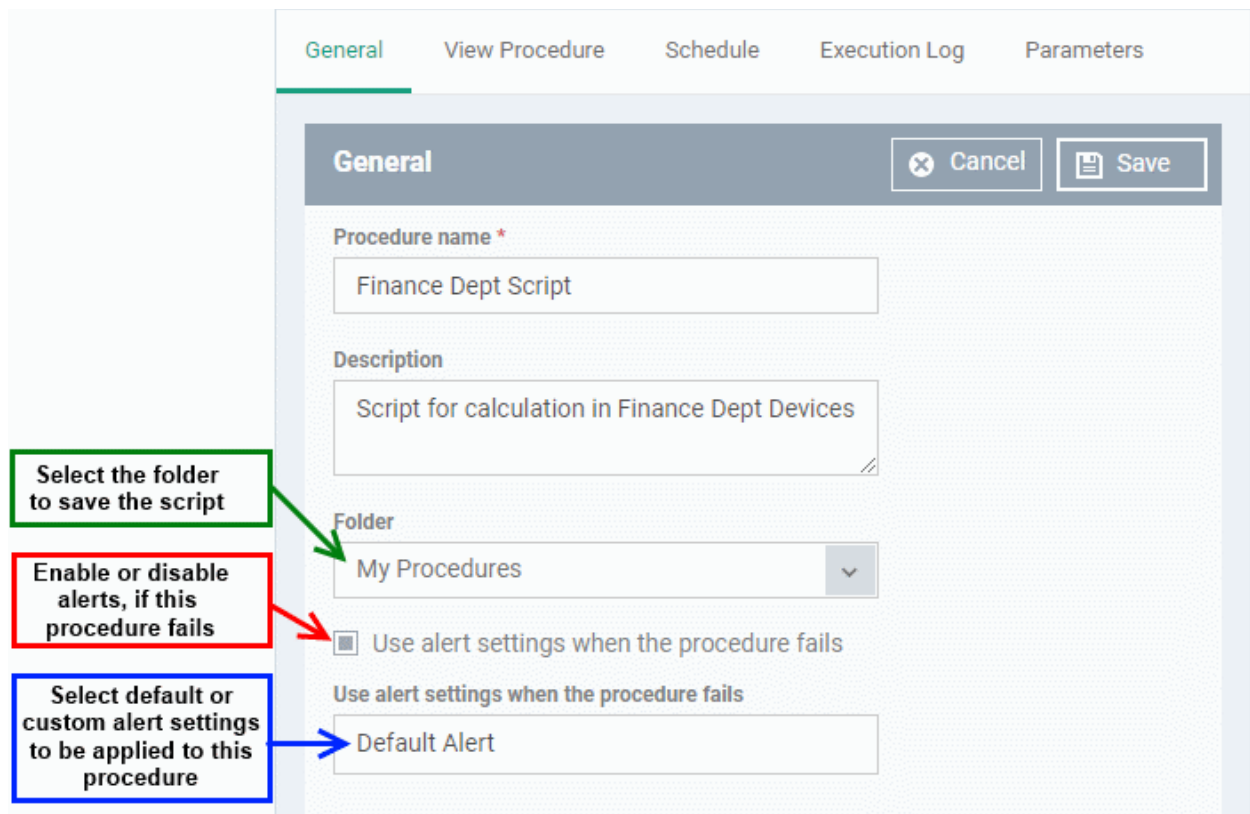 General View Procedure Schedule Execution Log Parameters
General Cancel Save
Procedure name *
Finance Dept Script
Description
Script for calculation in Finance Dept Devices
Select the folder
to save the script
Folder
My Procedures
Enable or disable
alerts, if this
procedure fails
Use alert settings when the procedure fails
Select default or
custom alert settings
to be applied to this
procedure
Use alert settings when the procedure fails
Default Alert